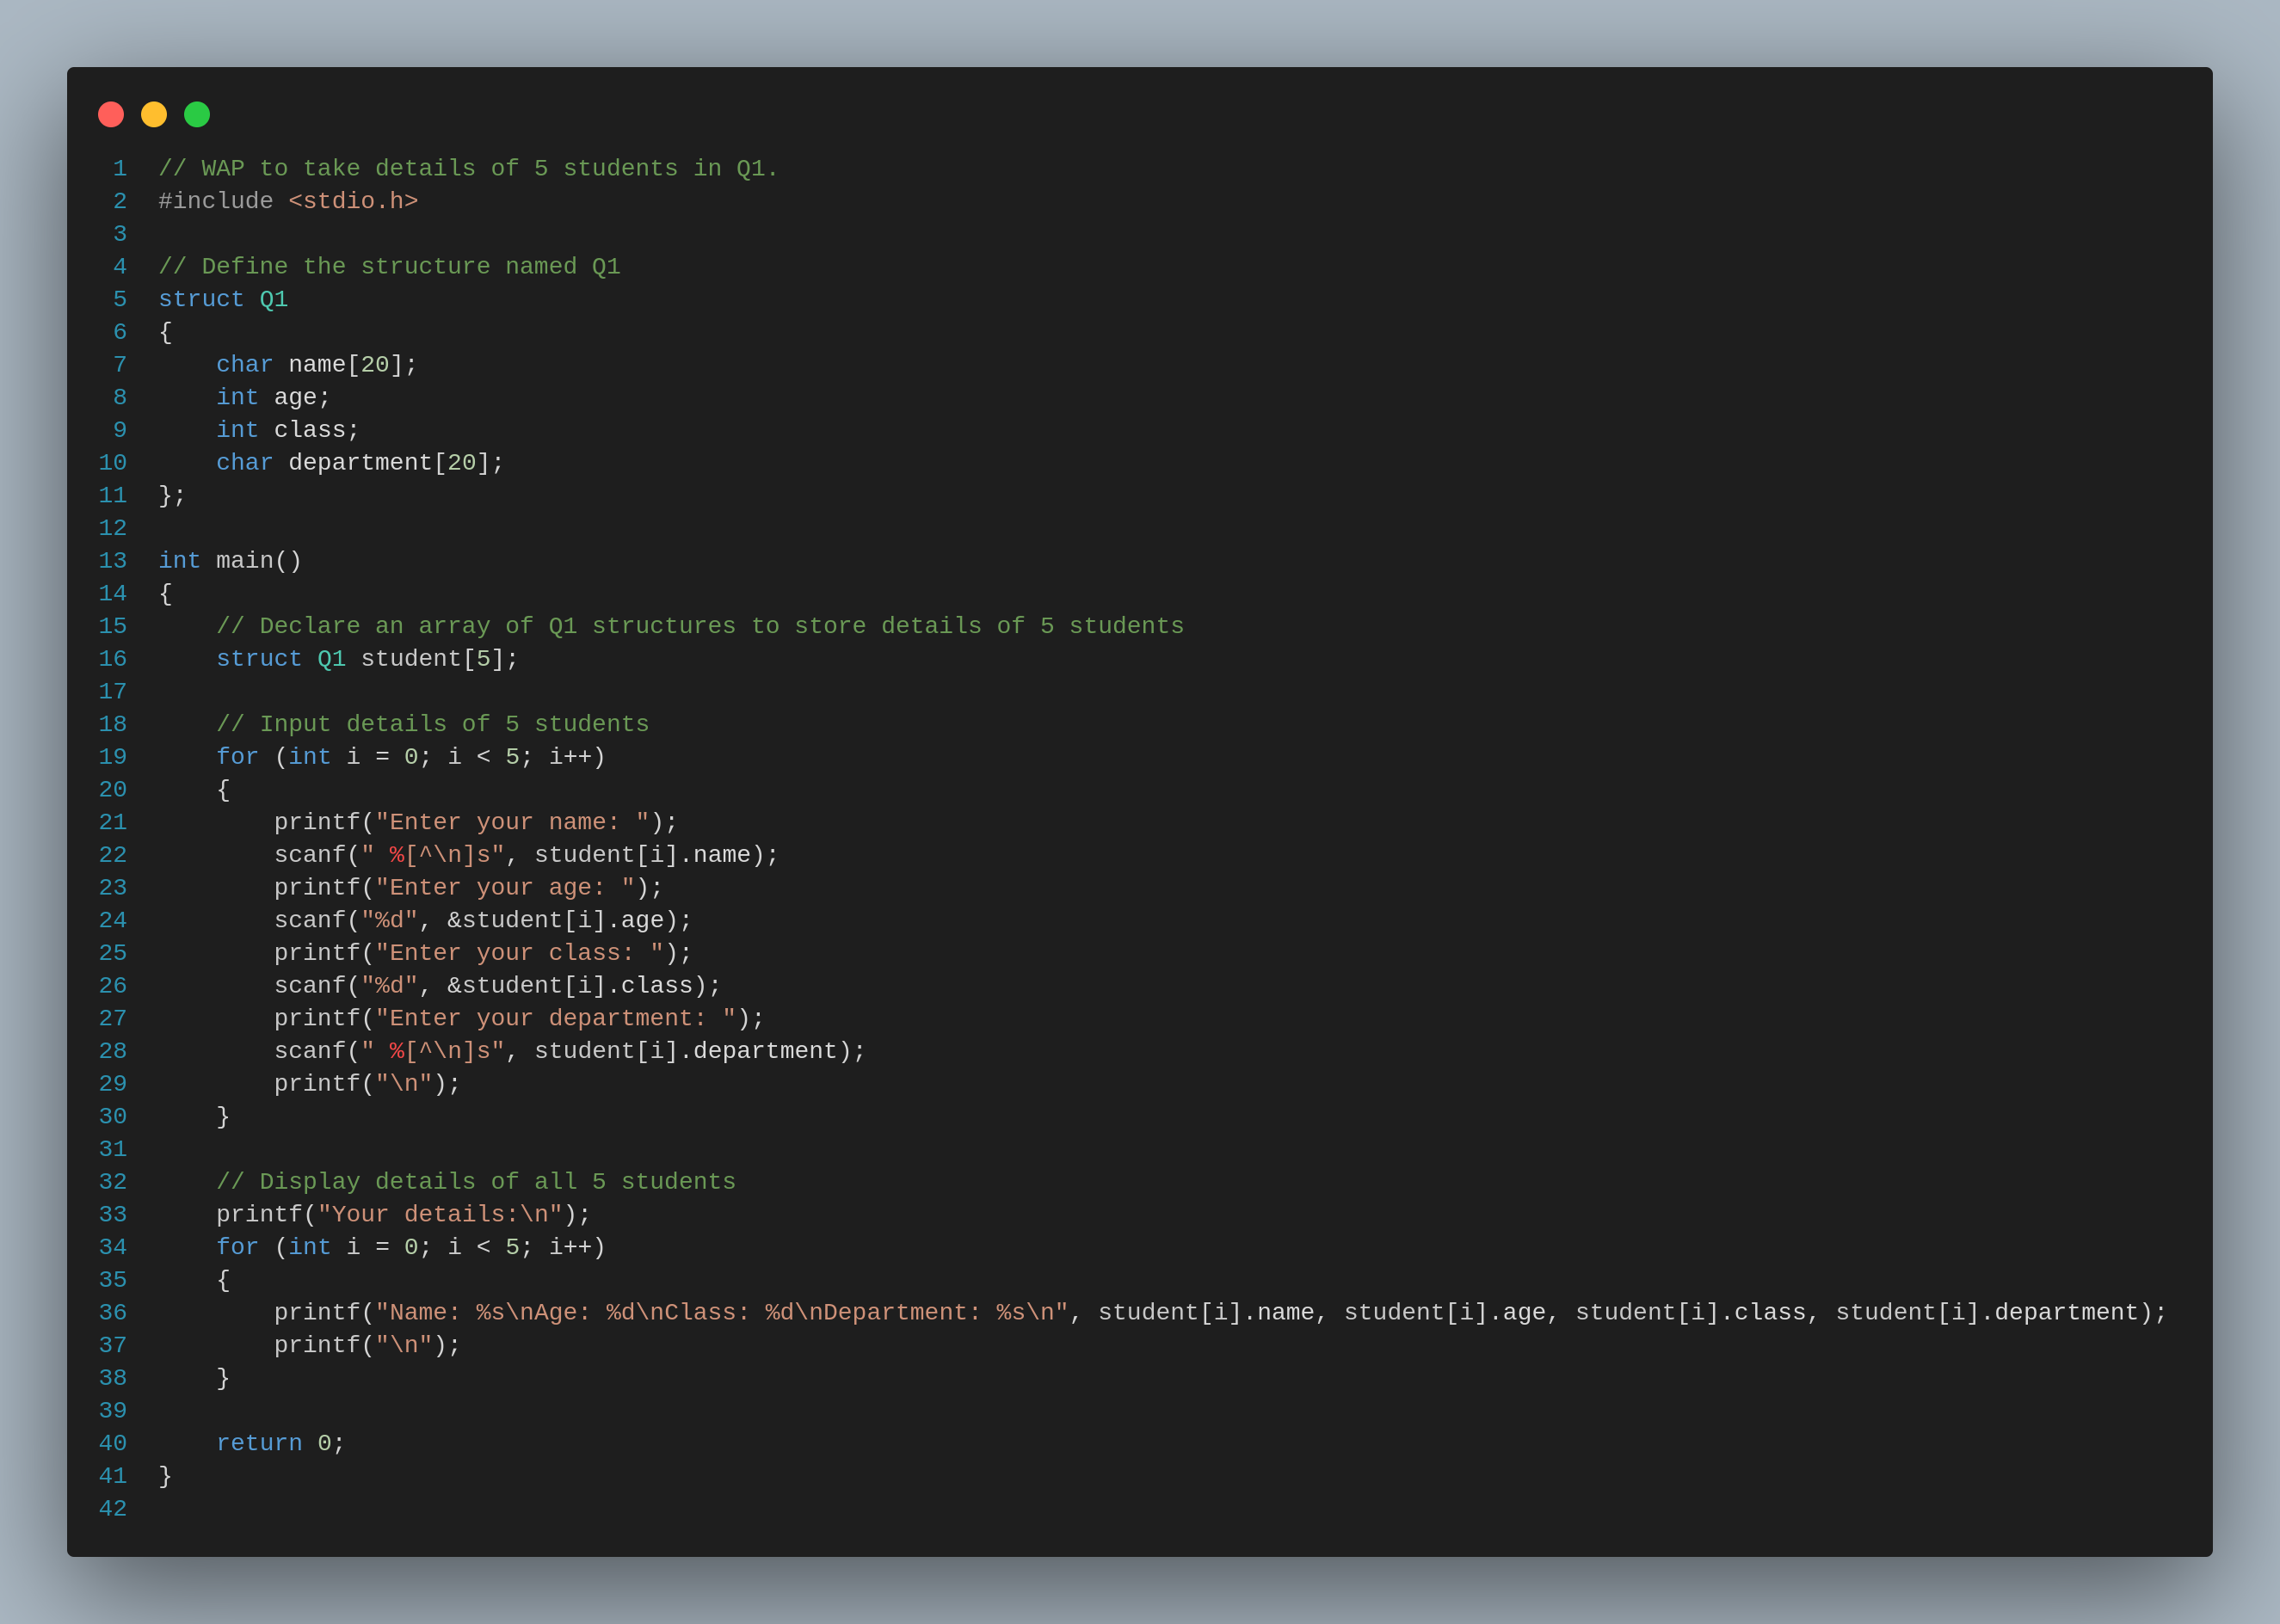 1 // WAP to take details of 5 students in Q1.
2 #include <stdio.h>
3
4 // Define the structure named Q1
5 struct Q1
6 {
7     char name[20];
8     int age;
9     int class;
10     char department[20];
11 };
12
13 int main()
14 {
15     // Declare an array of Q1 structures to store details of 5 students
16     struct Q1 student[5];
17
18     // Input details of 5 students
19     for (int i = 0; i < 5; i++)
20     {
21         printf("Enter your name: ");
22         scanf(" %[^\n]s", student[i].name);
23         printf("Enter your age: ");
24         scanf("%d", &student[i].age);
25         printf("Enter your class: ");
26         scanf("%d", &student[i].class);
27         printf("Enter your department: ");
28         scanf(" %[^\n]s", student[i].department);
29         printf("\n");
30     }
31
32     // Display details of all 5 students
33     printf("Your details:\n");
34     for (int i = 0; i < 5; i++)
35     {
36         printf("Name: %s\nAge: %d\nClass: %d\nDepartment: %s\n", student[i].name, student[i].age, student[i].class, student[i].department);
37         printf("\n");
38     }
39
40     return 0;
41 }
42